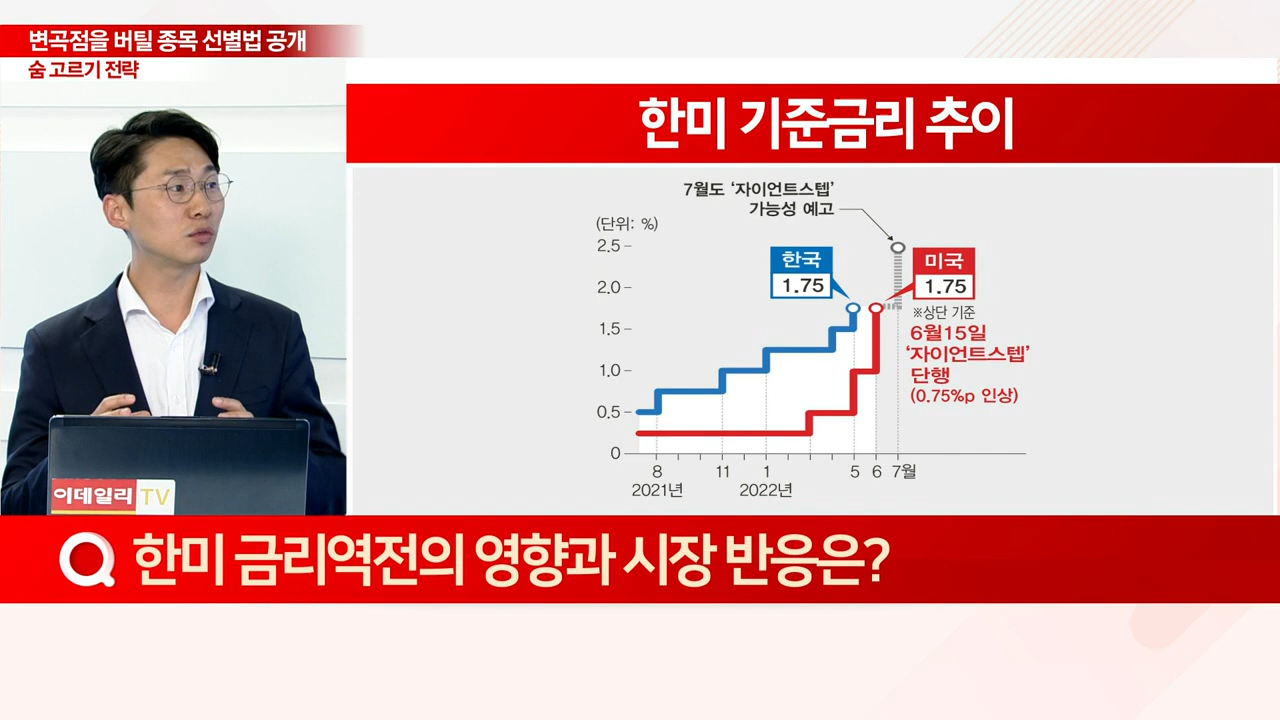 변곡점을 버틸 종목 선별법 공개
숨 고르기 전략
한미 기준금리 추이
7월도 ‘자이언트스텝’
가능성 예고
(단위: %)
2.5
2.0
1.5
1.0
0.5
0
한국
1.75
미국
1.75
※상단 기준
6월15일
‘자이언트스텝’
단행
(0.75%p 인상)
8 11 1 5 6 7월
2021년 2022년
이데일리 TV
Q 한미 금리역전의 영향과 시장 반응은?